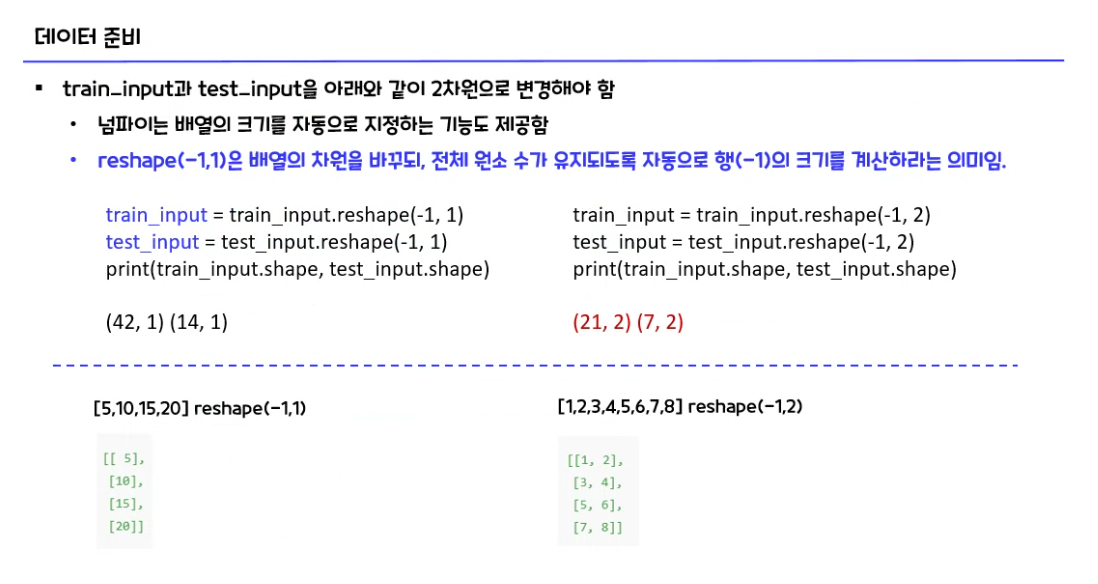 데이터 준비
▪ train_input과 test_input을 아래와 같이 2차원으로 변경해야 함
• 넘파이는 배열의 크기를 자동으로 지정하는 기능도 제공함
• reshape(-1,1)은 배열의 차원을 바꾸되, 전체 원소 수가 유지되도록 자동으로 행(-1)의 크기를 계산하라는 의미임.
train_input = train_input.reshape(-1, 1)
test_input = test_input.reshape(-1, 1)
print(train_input.shape, test_input.shape)
(42, 1) (14, 1)
train_input = train_input.reshape(-1, 2)
test_input = test_input.reshape(-1, 2)
print(train_input.shape, test_input.shape)
(21, 2) (7, 2)
[5,10,15,20] reshape(-1,1)
[[ 5],
[10],
[15],
[20]]
[1,2,3,4,5,6,7,8] reshape(-1,2)
[[1, 2],
[3, 4],
[5, 6],
[7, 8]]